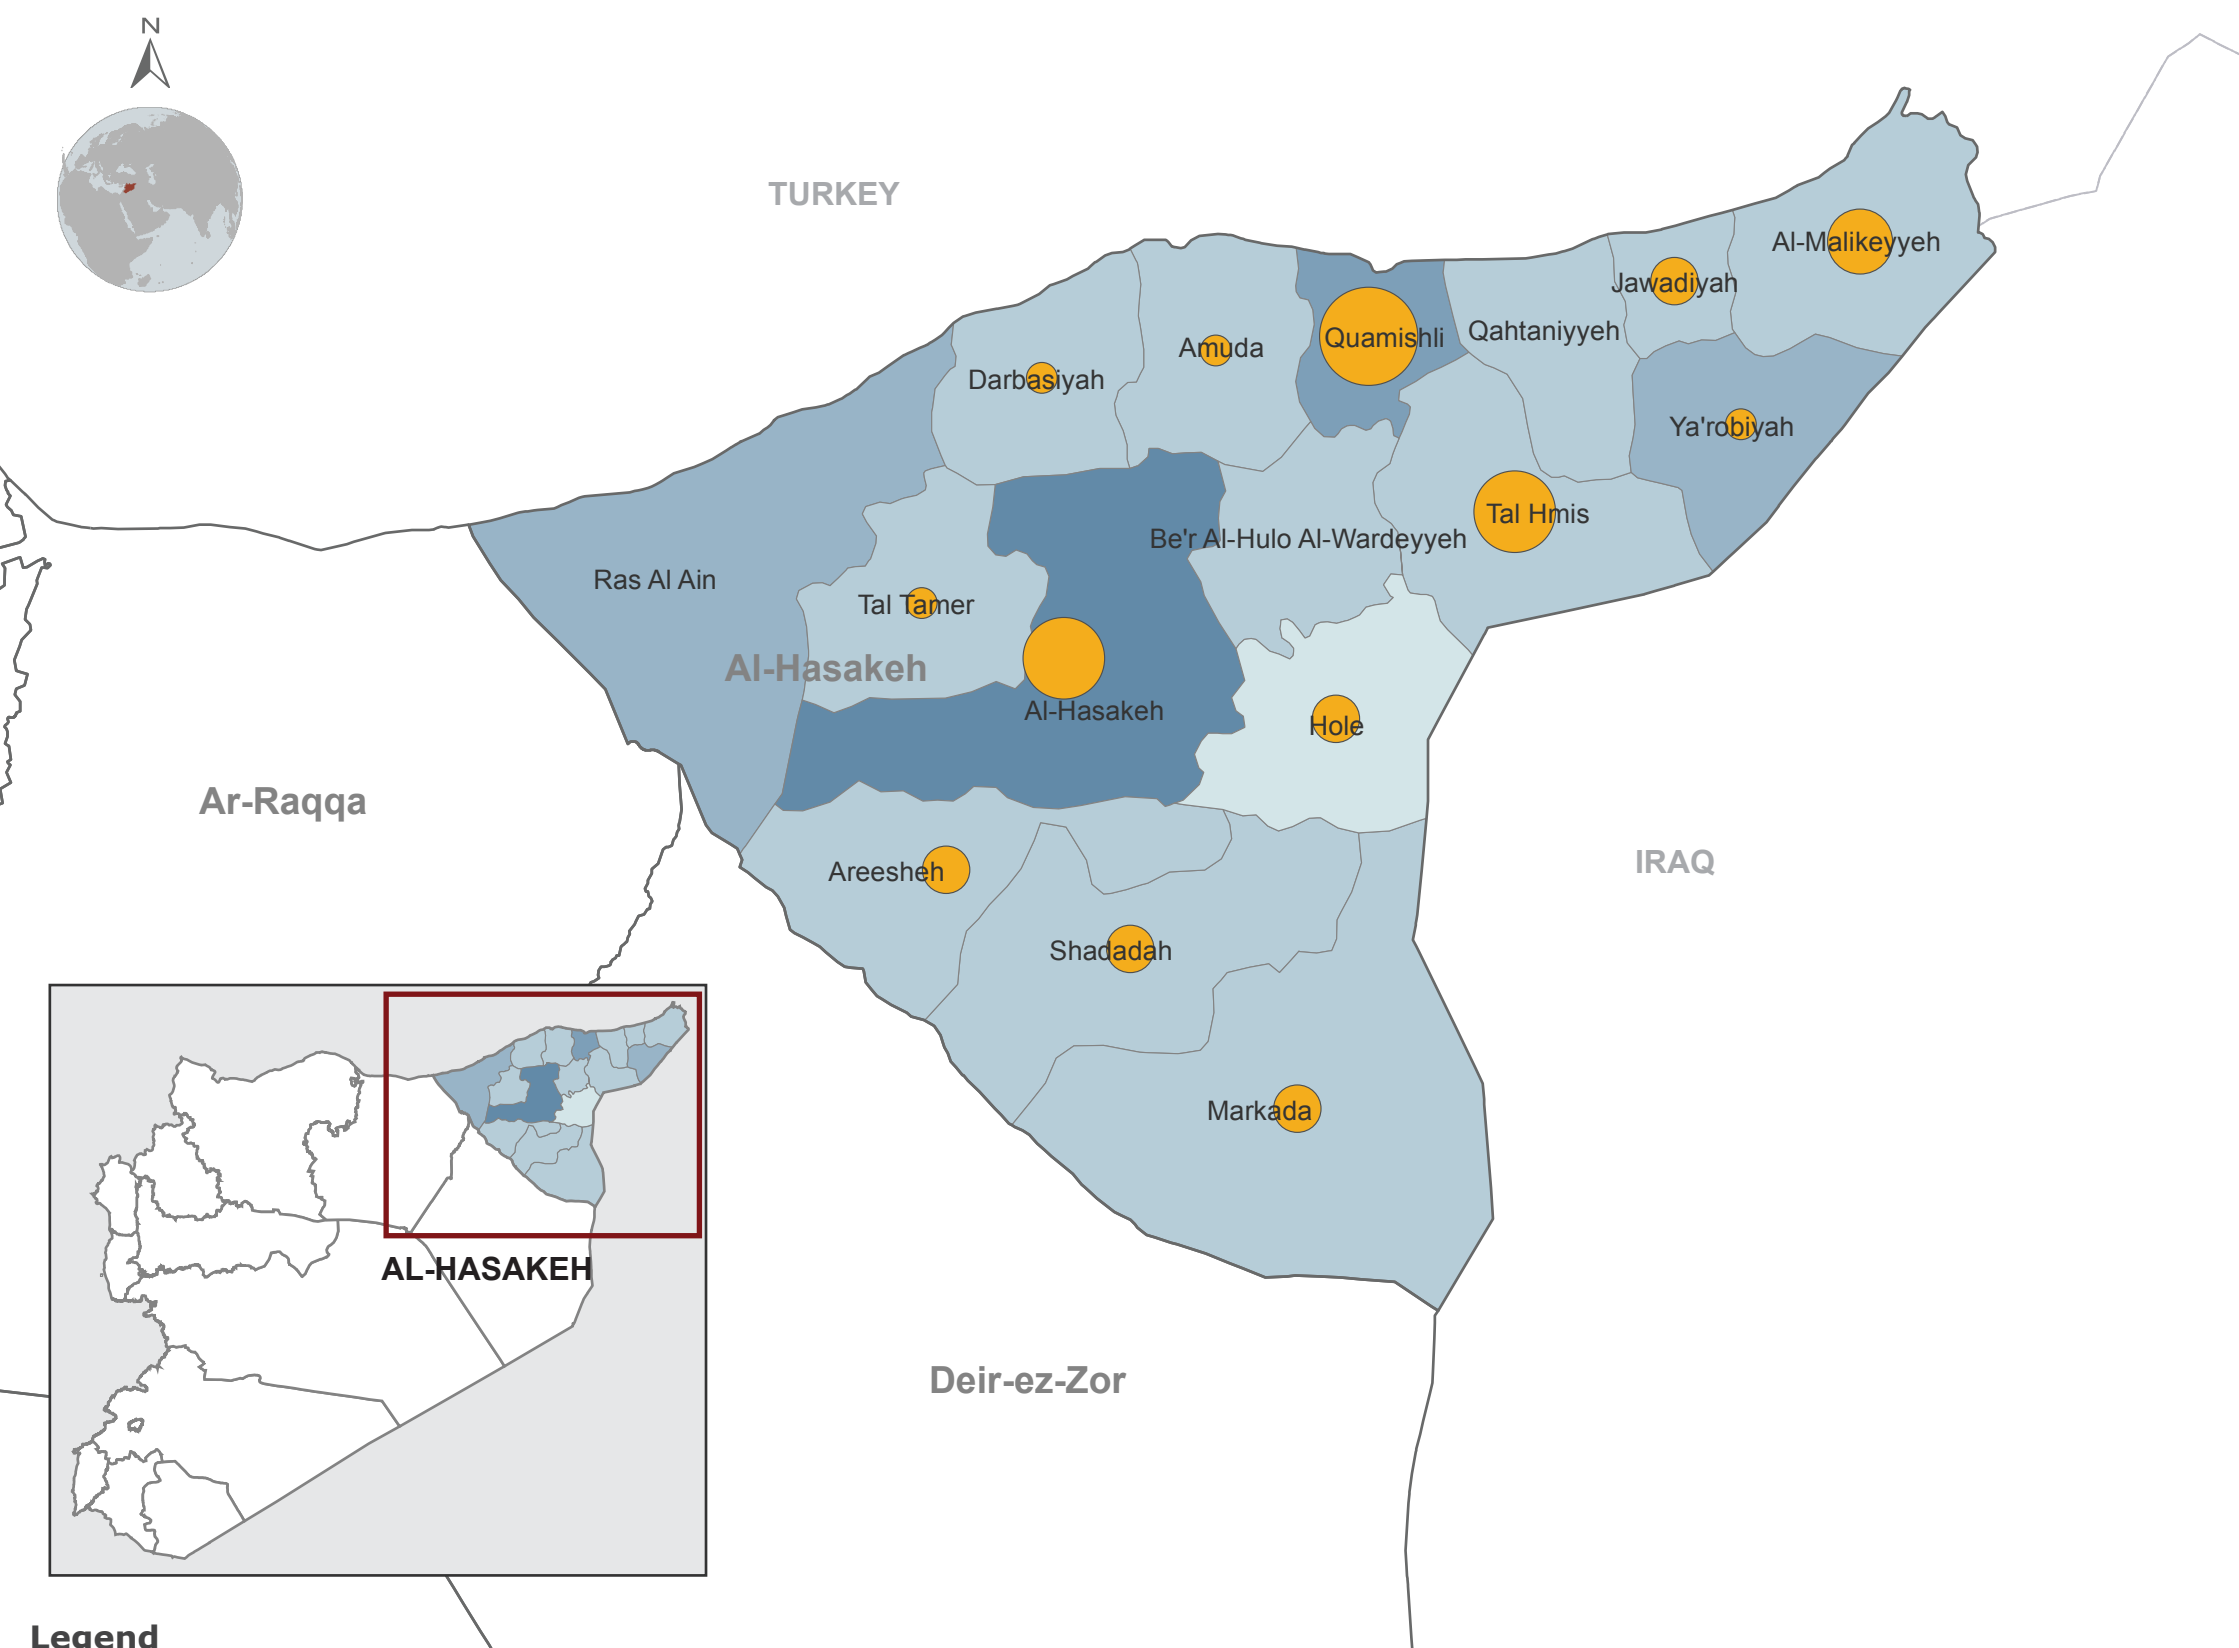 N
TURKEY
Al-Malikeyyeh
Jawadiyah
Qahtaniyyeh
Quamishli
Amuda
Darbasiyah
Ya'robiyah
Tal Hmis
Be'r Al-Hulo Al-Wardeyyeh
Ras Al Ain
Tal Tamer
Al-Hasakeh
Al-Hasakeh
Hole
Ar-Raqqa
IRAQ
Areesheh
Shadadah
Markada
AL-HASAKEH
Deir-ez-Zor
Legend